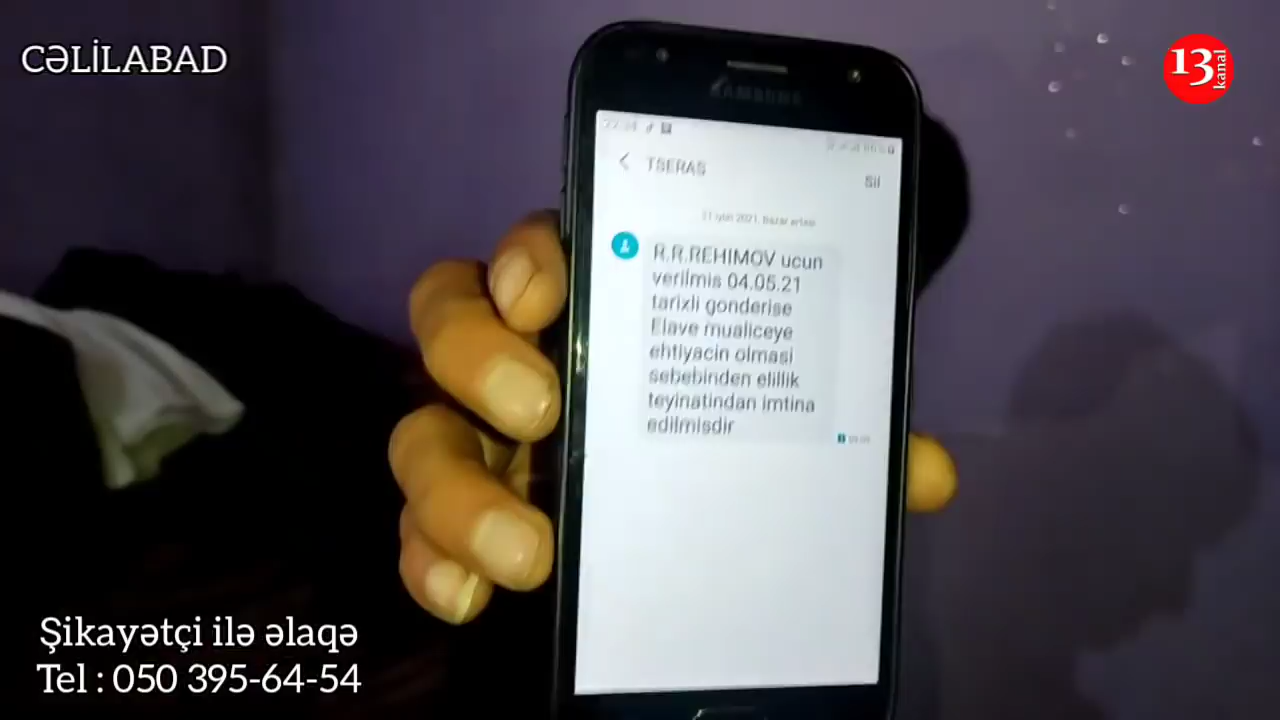 CƏLİLABAD
13
kanal
SAMSUNG
TSERAS
Sil
R.R.REHIMOV ucun
verilmis 04.05.21
tarixli gonderise
Elave mualiceye
ehtiyacin olmasi
sebebinden elillik
teyinatindan imtina
edilmisdir
Şikayətçi ilə əlaqə
Tel : 050 395-64-54